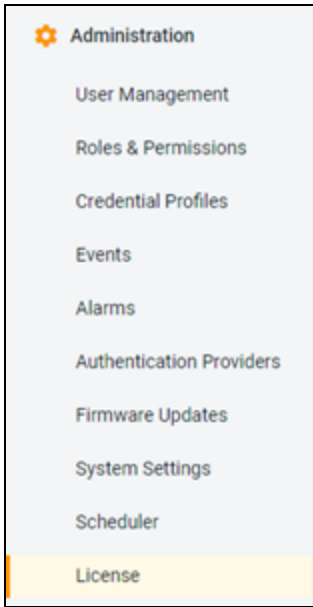 Administration
User Management
Roles & Permissions
Credential Profiles
Events
Alarms
Authentication Providers
Firmware Updates
System Settings
Scheduler
License